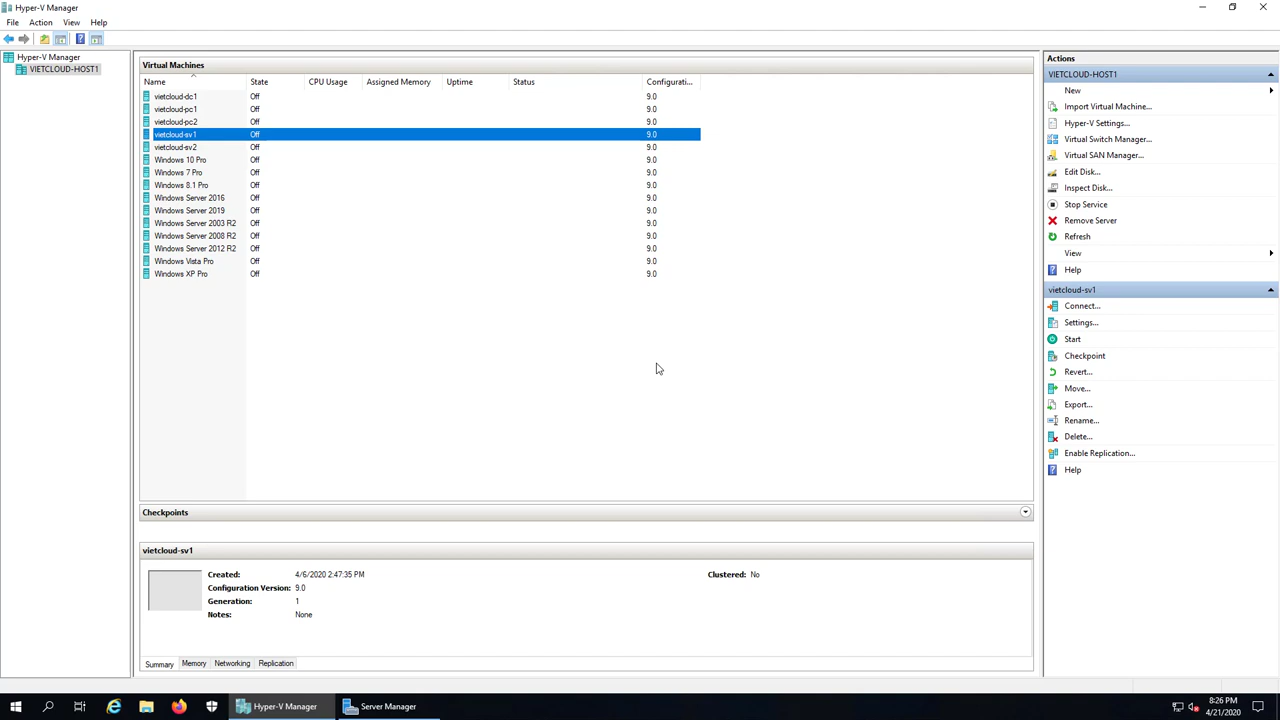 Hyper-V Manager
File Action View Help
Hyper-V Manager
VIETCLOUD-HOST1
Virtual Machines
Name State CPU Usage Assigned Memory Uptime Status Configurati...
vietcloud-dc1 Off 9.0
vietcloud-pc1 Off 9.0
vietcloud-pc2 Off 9.0
vietcloud-sv1 Off 9.0
vietcloud-sv2 Off 9.0
Windows 10 Pro Off 9.0
Windows 7 Pro Off 9.0
Windows 8.1 Pro Off 9.0
Windows Server 2016 Off 9.0
Windows Server 2019 Off 9.0
Windows Server 2003 R2 Off 9.0
Windows Server 2008 R2 Off 9.0
Windows Server 2012 R2 Off 9.0
Windows Vista Pro Off 9.0
Windows XP Pro Off 9.0
Checkpoints
vietcloud-sv1
Created: 4/6/2020 2:47:35 PM Clustered: No
Configuration Version: 9.0
Generation: 1
Notes: None
Summary Memory Networking Replication
Actions
VIETCLOUD-HOST1
New
Import Virtual Machine...
Hyper-V Settings...
Virtual Switch Manager...
Virtual SAN Manager...
Edit Disk...
Inspect Disk...
Stop Service
Remove Server
Refresh
View
Help
vietcloud-sv1
Connect...
Settings...
Start
Checkpoint
Revert...
Move...
Export...
Rename...
Delete...
Enable Replication...
Help
Hyper-V Manager Server Manager
8:26 PM
4/21/2020